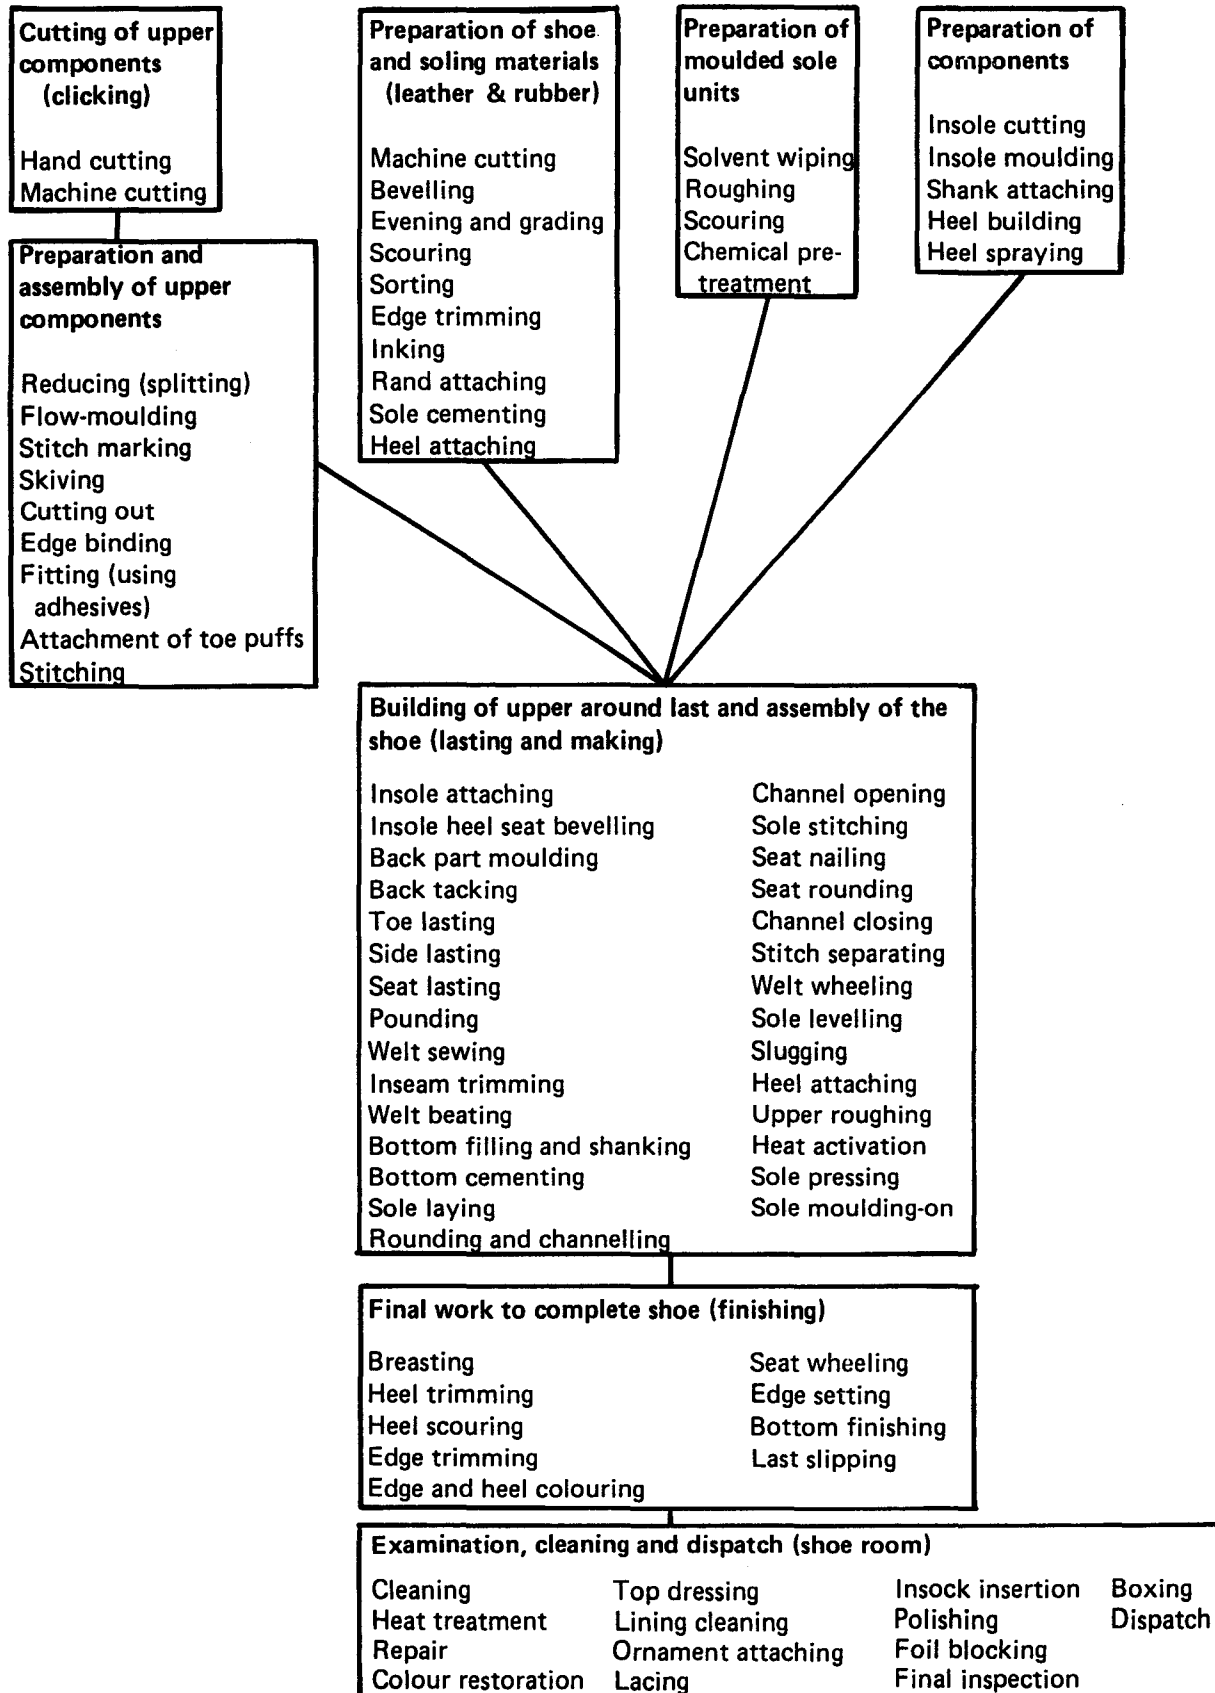 Cutting of upper
components
(clicking)
Hand cutting
Machine cutting
Preparation and
assembly of upper
components
Reducing (splitting)
Flow-moulding
Stitch marking
Skiving
Cutting out
Edge binding
Fitting (using
adhesives)
Attachment of toe puffs
Stitching
Preparation of shoe
and soling materials
(leather & rubber)
Machine cutting
Bevelling
Evening and grading
Scouring
Sorting
Edge trimming
Inking
Rand attaching
Sole cementing
Heel attaching
Preparation of
moulded sole
units
Solvent wiping
Roughing
Scouring
Chemical pre-
treatment
Preparation of
components
Insole cutting
Insole moulding
Shank attaching
Heel building
Heel spraying
Building of upper around last and assembly of the
shoe (lasting and making)
Insole attaching
Insole heel seat bevelling
Back part moulding
Back tacking
Toe lasting
Side lasting
Seat lasting
Pounding
Welt sewing
Inseam trimming
Welt beating
Bottom filling and shanking
Bottom cementing
Sole laying
Rounding and channelling
Channel opening
Sole stitching
Seat nailing
Seat rounding
Channel closing
Stitch separating
Welt wheeling
Sole levelling
Slugging
Heel attaching
Upper roughing
Heat activation
Sole pressing
Sole moulding-on
Final work to complete shoe (finishing)
Breasting
Heel trimming
Heel scouring
Edge trimming
Edge and heel colouring
Seat wheeling
Edge setting
Bottom finishing
Last slipping
Examination, cleaning and dispatch (shoe room)
Cleaning
Heat treatment
Repair
Colour restoration
Top dressing
Lining cleaning
Ornament attaching
Lacing
Insock insertion
Polishing
Foil blocking
Final inspection
Boxing
Dispatch